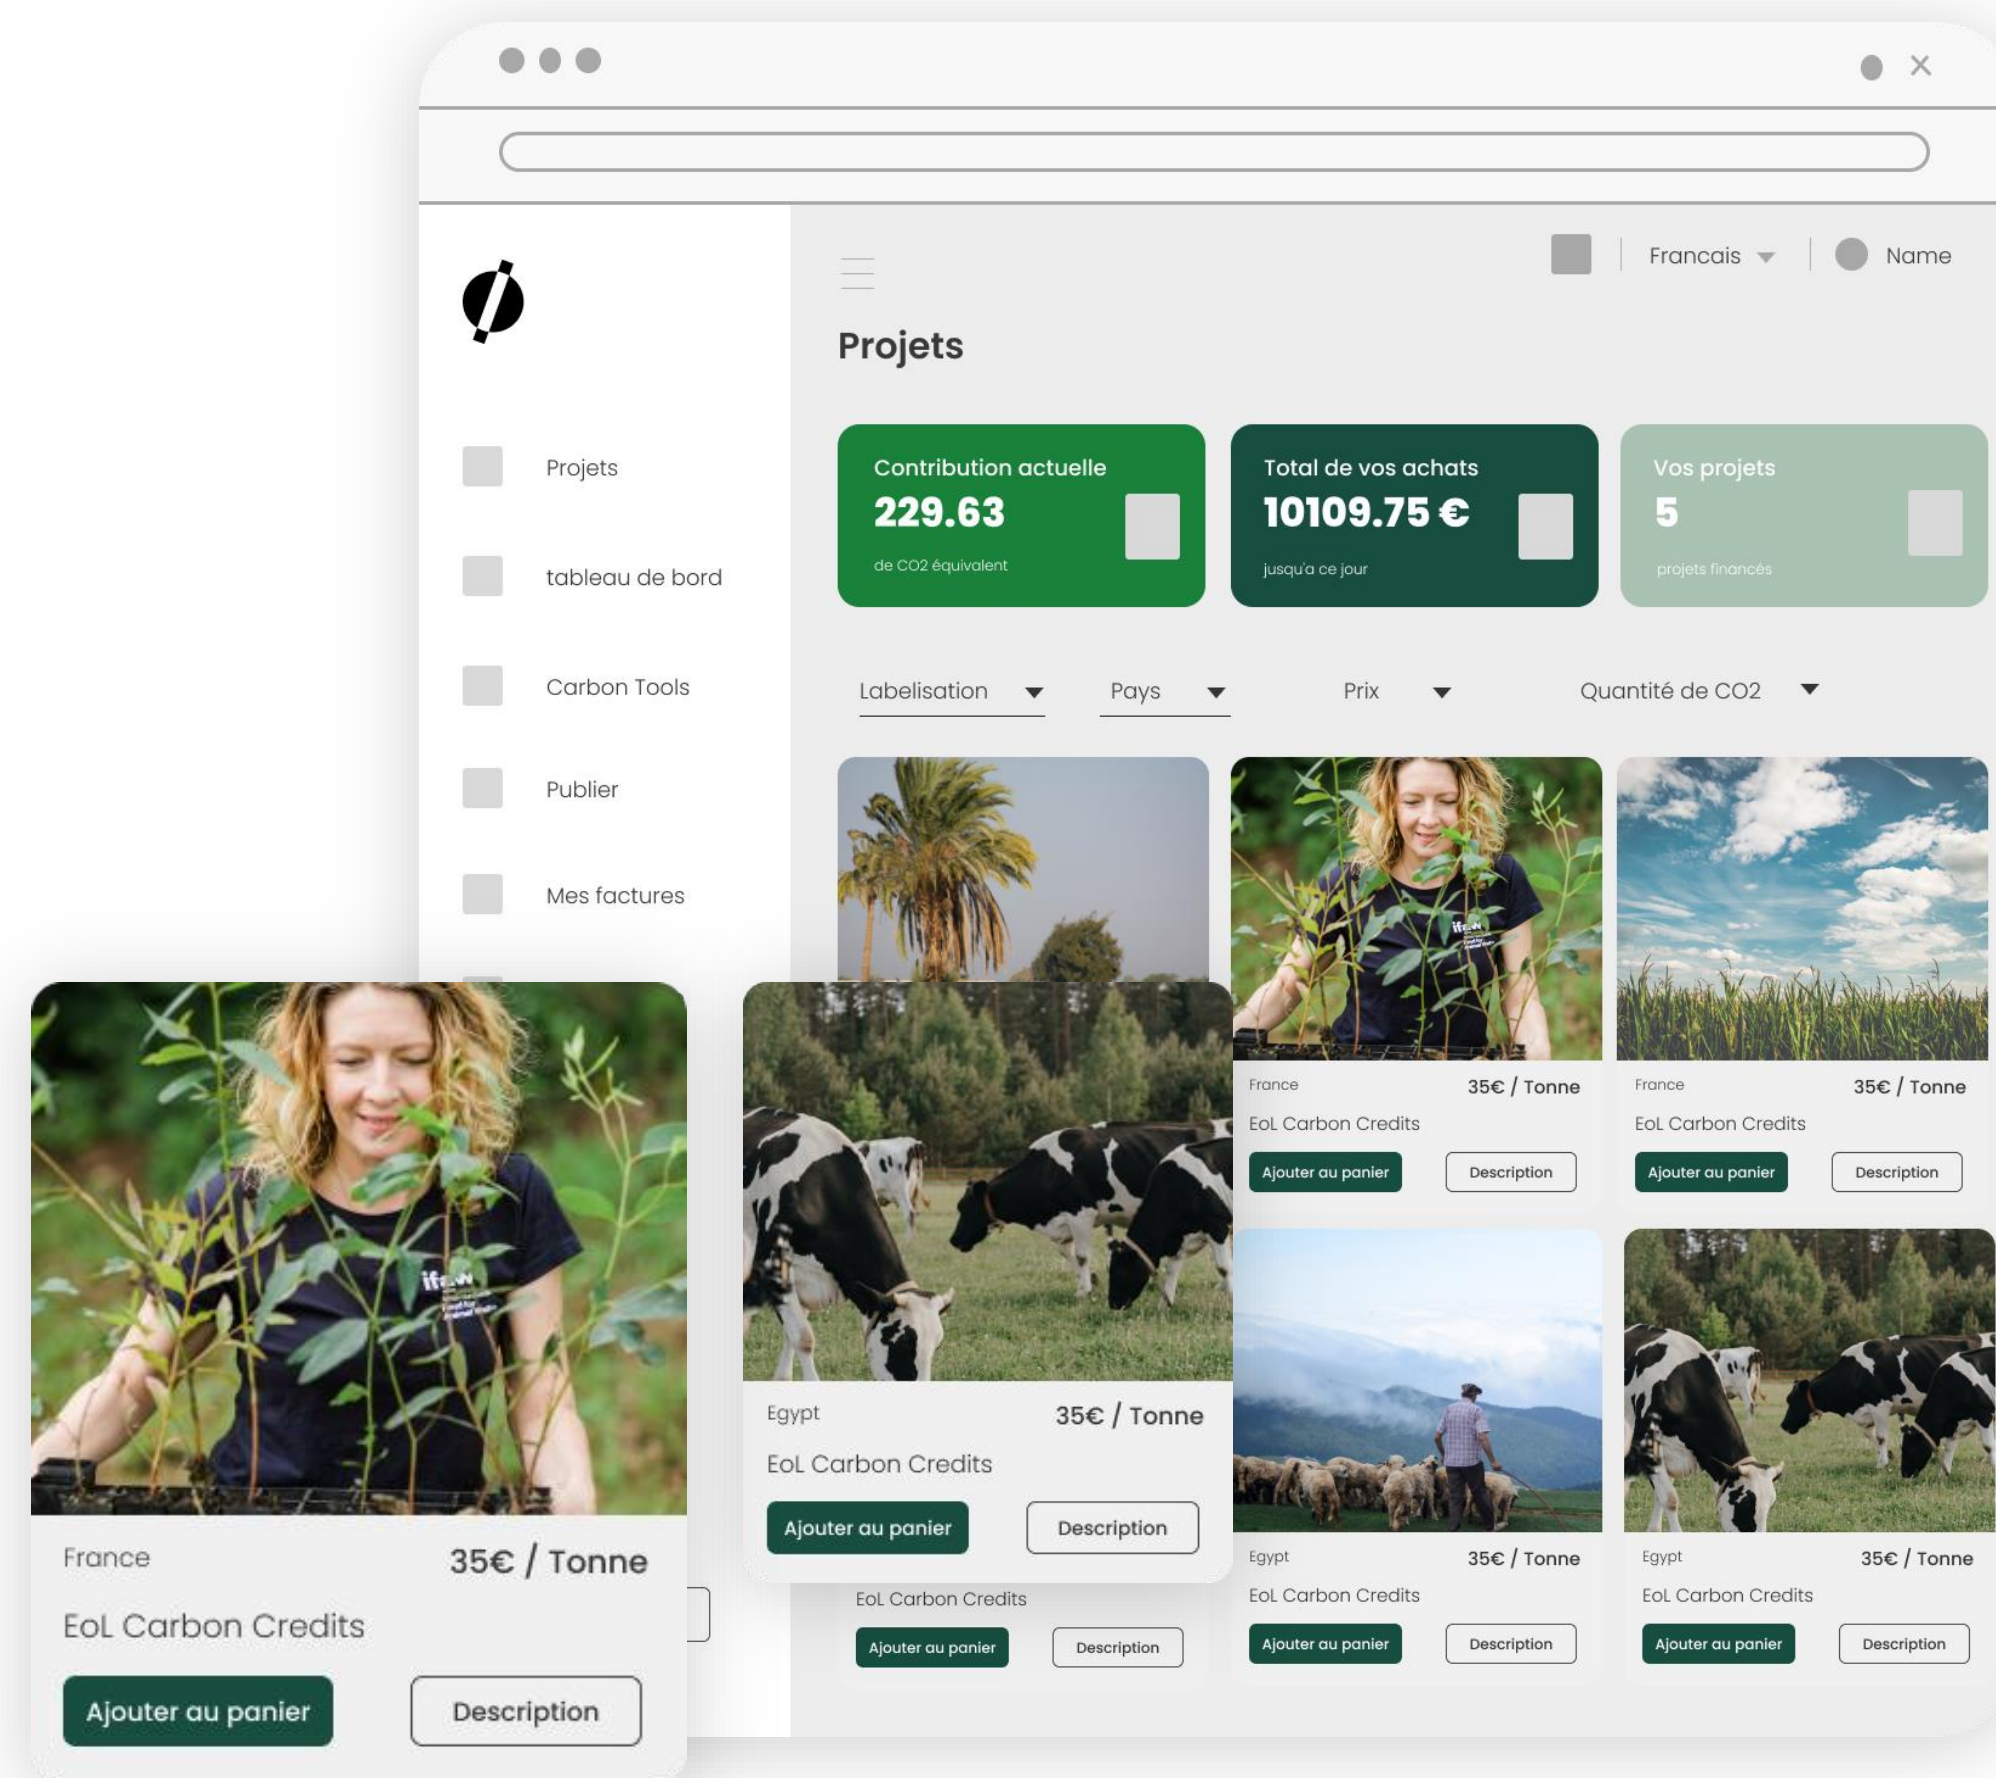 Francais
Name
Projets
Projets
tableau de bord
Carbon Tools
Publier
Mes factures
Contribution actuelle
229.63
de CO2 équivalent
Total de vos achats
10109.75 €
jusqu'a ce jour
Vos projets
5
projets financés
Labelisation
Pays
Prix
Quantité de CO2
France
35€ / Tonne
EoL Carbon Credits
Ajouter au panier
Description
France
35€ / Tonne
EoL Carbon Credits
Ajouter au panier
Description
Egypt
35€ / Tonne
EoL Carbon Credits
Ajouter au panier
Description
France
35€ / Tonne
EoL Carbon Credits
Ajouter au panier
Description
EoL Carbon Credits
Ajouter au panier
Description
Egypt
35€ / Tonne
EoL Carbon Credits
Ajouter au panier
Description
Egypt
35€ / Tonne
EoL Carbon Credits
Ajouter au panier
Description